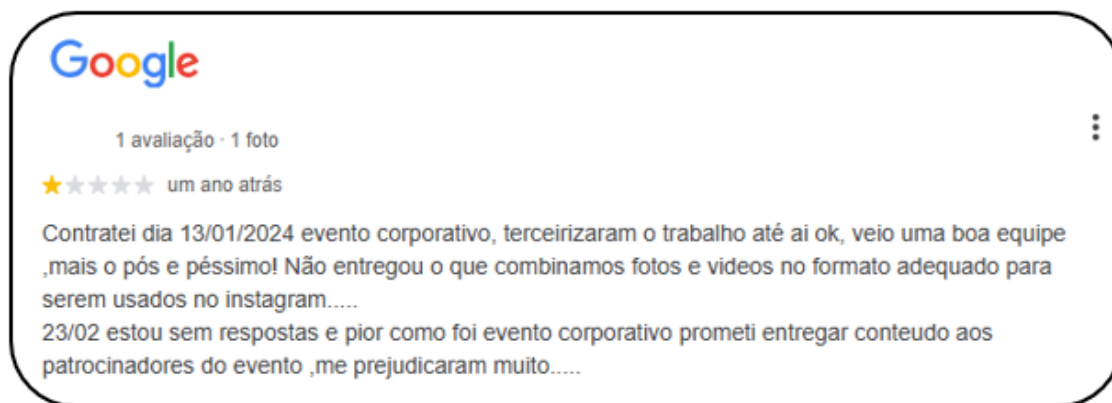 Google
1 avaliação · 1 foto
um ano atrás
Contratei dia 13/01/2024 evento corporativo, terceirizaram o trabalho até ai ok, veio uma boa equipe
,mais o pós e péssimo! Não entregou o que combinamos fotos e videos no formato adequado para
serem usados no instagram.....
23/02 estou sem respostas e pior como foi evento corporativo prometi entregar conteudo aos
patrocinadores do evento ,me prejudicaram muito.....